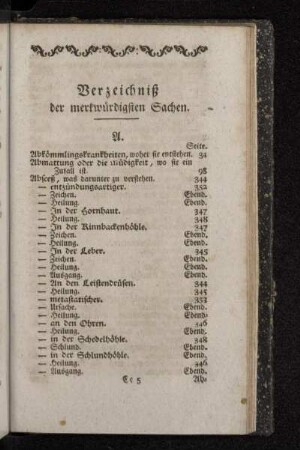 Verzeichniß
der merkwürdigsten Sachen.
A.
Seite.
Abkömmlingskrankheiten, woher sie entstehen. 32
Abmattung oder die Müdigkeit, wo sie ein
Zufall ist. 98
Absceß, was darunter zu verstehen. 344
— entzündungsartiger. 352
— Zeichen. Ebend.
— Heilung. Ebend.
— In der Hornhaut. 347
— Heilung. 348
— In der Kinnbackenhöhle. 347
— Zeichen. Ebend.
— Heilung. Ebend.
— In der Leber. 345
— Zeichen. Ebend.
— Heilung. Ebend.
— Ausgang. Ebend.
— An den Leistendrüsen. 344
— Heilung. 345
— metastatischer. 353
— Ursache. Ebend.
— Heilung. Ebend.
— an den Ohren. 346
— Heilung. Ebend.
— in der Schedelhöhle. 348
— Schlund. Ebend.
— in der Schlundhöhle. Ebend.
— Heilung. 346
— Ausgang. Ebend.
Cc 5 Ab-